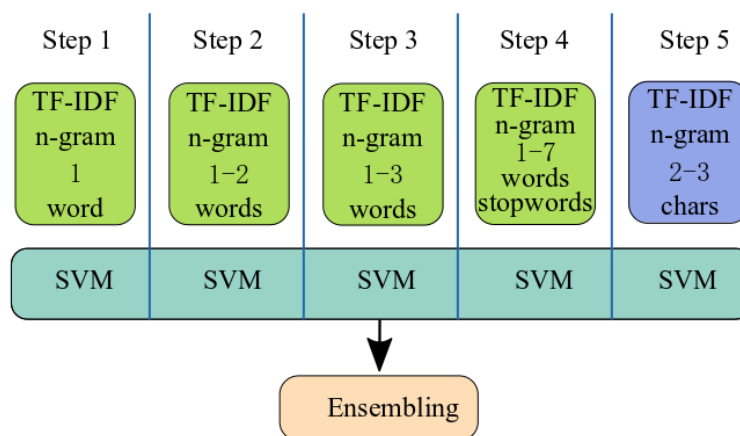 Step 1
Step 2
Step 3
Step 4
Step 5
TF-IDF
n-gram
1
word
TF-IDF
n-gram
1-2
words
TF-IDF
n-gram
1-3
words
TF-IDF
n-gram
1-7
words
stopwords
TF-IDF
n-gram
2-3
chars
SVM
SVM
SVM
SVM
SVM
Ensembling